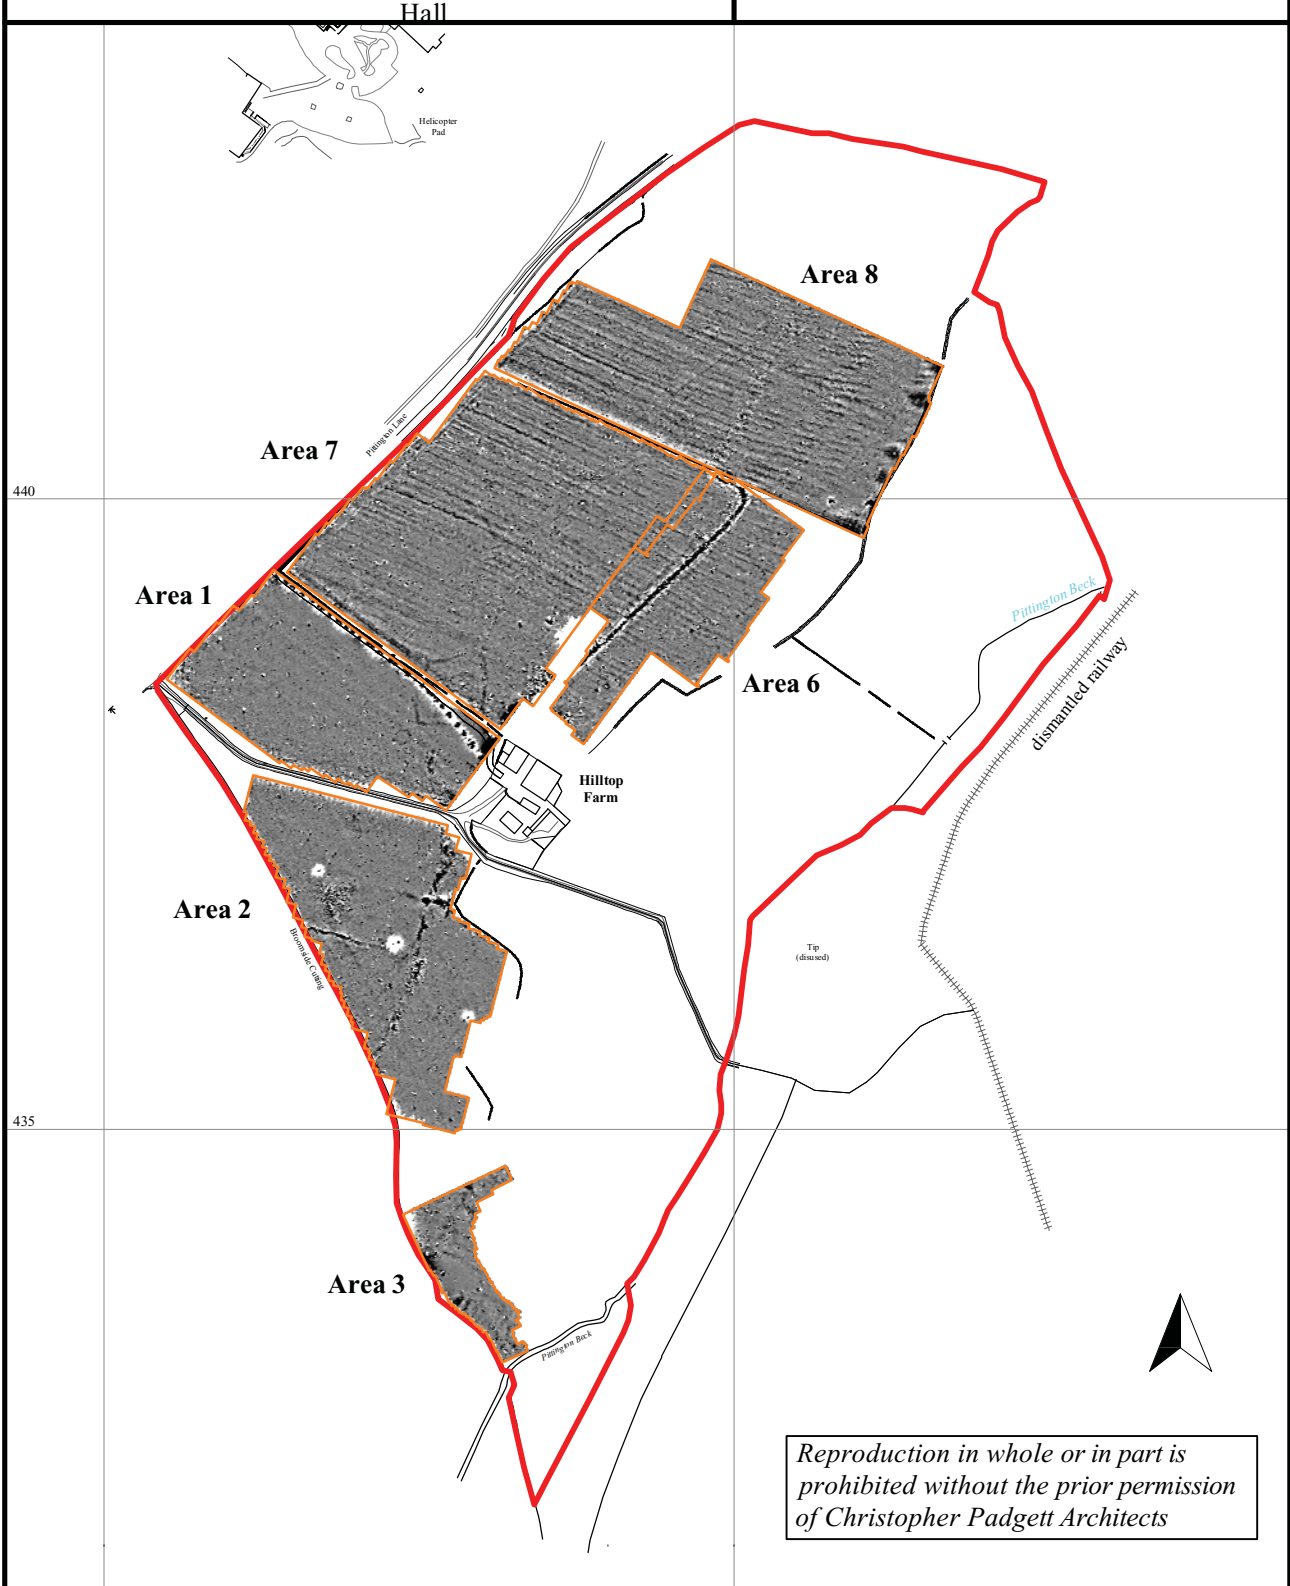 Hall
Helicopter
Pad
Area 8
Pittington Lane
Area 7
440
Area 1
Pittington Beck
dismantled railway
Area 6
Hilltop
Farm
Area 2
Broomside Cutting
Tip
(disused)
435
Area 3
Pittington Beck
Reproduction in whole or in part is
prohibited without the prior permission
of Christopher Padgett Architects